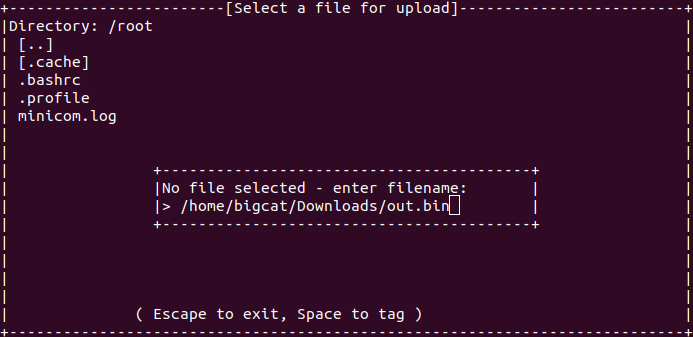 [Select a file for upload]
Directory: /root
[..]
[.cache]
.bashrc
.profile
minicom.log
No file selected - enter filename:
> /home/bigcat/Downloads/out.bin
( Escape to exit, Space to tag )